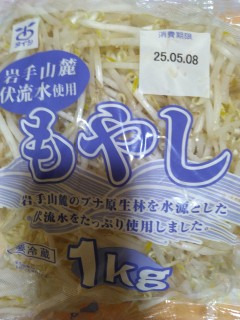 消費期限
25.05.08
岩手山麓
伏流水使用
もやし
岩手山麓のブナ原生林を水源とした
伏流水をたっぷり使用しました
要冷蔵
1kg